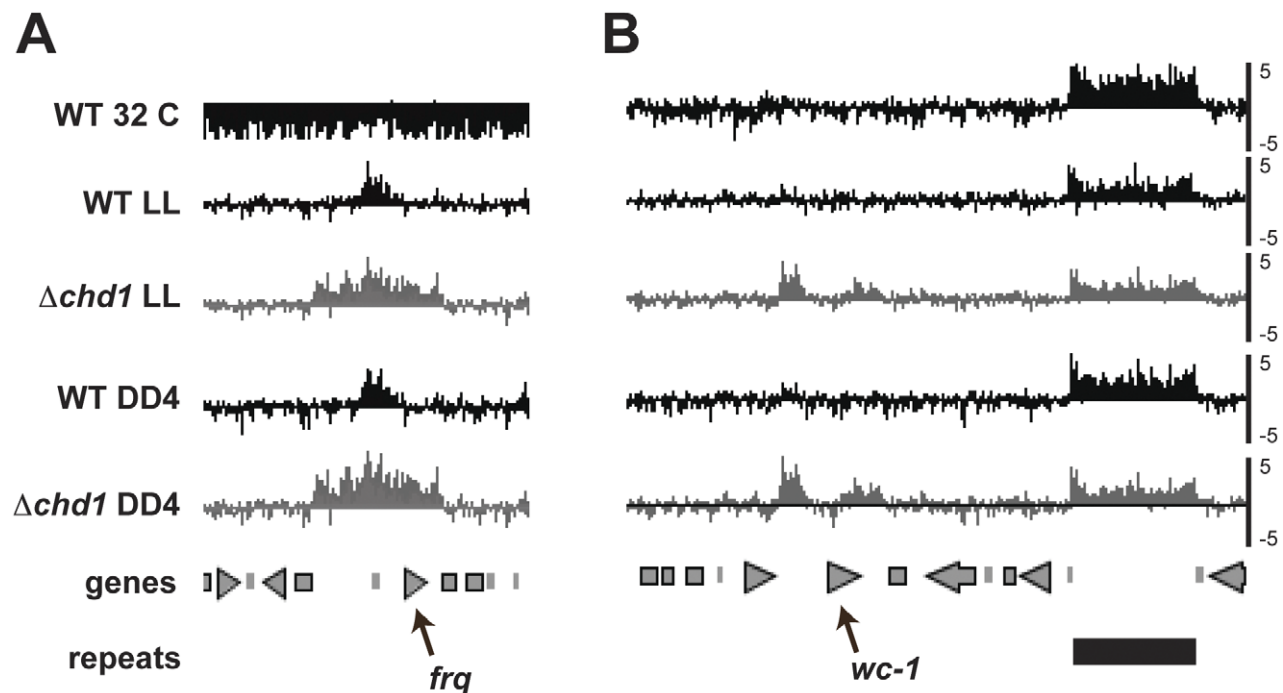 A
B
WT 32 C
WT LL
Δchd1 LL
WT DD4
Δchd1 DD4
genes
repeats
frq
wc-1
5
-5
5
-5
5
-5
5
-5
5
-5